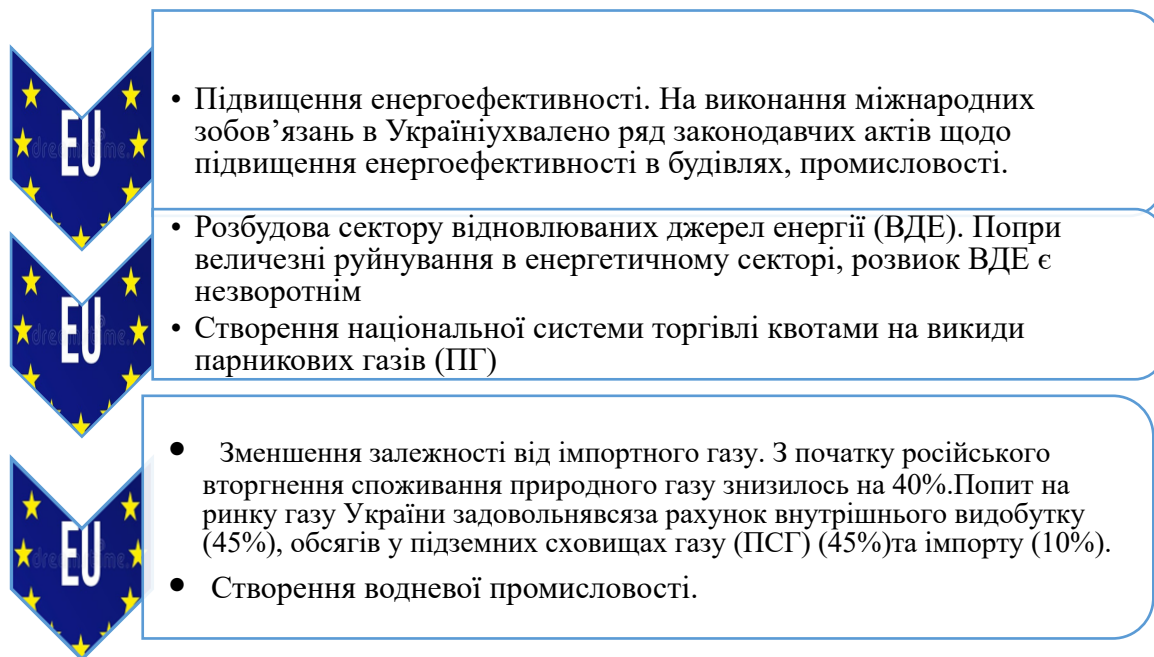 EU
• Підвищення енергоефективності. На виконання міжнародних
зобов’язань в Україніухвалено ряд законодавчих актів щодо
підвищення енергоефективності в будівлях, промисловості.
EU
• Розбудова сектору відновлюваних джерел енергії (ВДЕ). Попри
величезні руйнування в енергетичному секторі, розвиок ВДЕ є
незворотнім
• Створення національної системи торгівлі квотами на викиди
парникових газів (ПГ)
EU
• Зменшення залежності від імпортного газу. З початку російського
вторгнення споживання природного газу знизилось на 40%.Попит на
ринку газу України задовольнявсяза рахунок внутрішнього видобутку
(45%), обсягів у підземних сховищах газу (ПСГ) (45%)та імпорту (10%).
• Створення водневої промисловості.